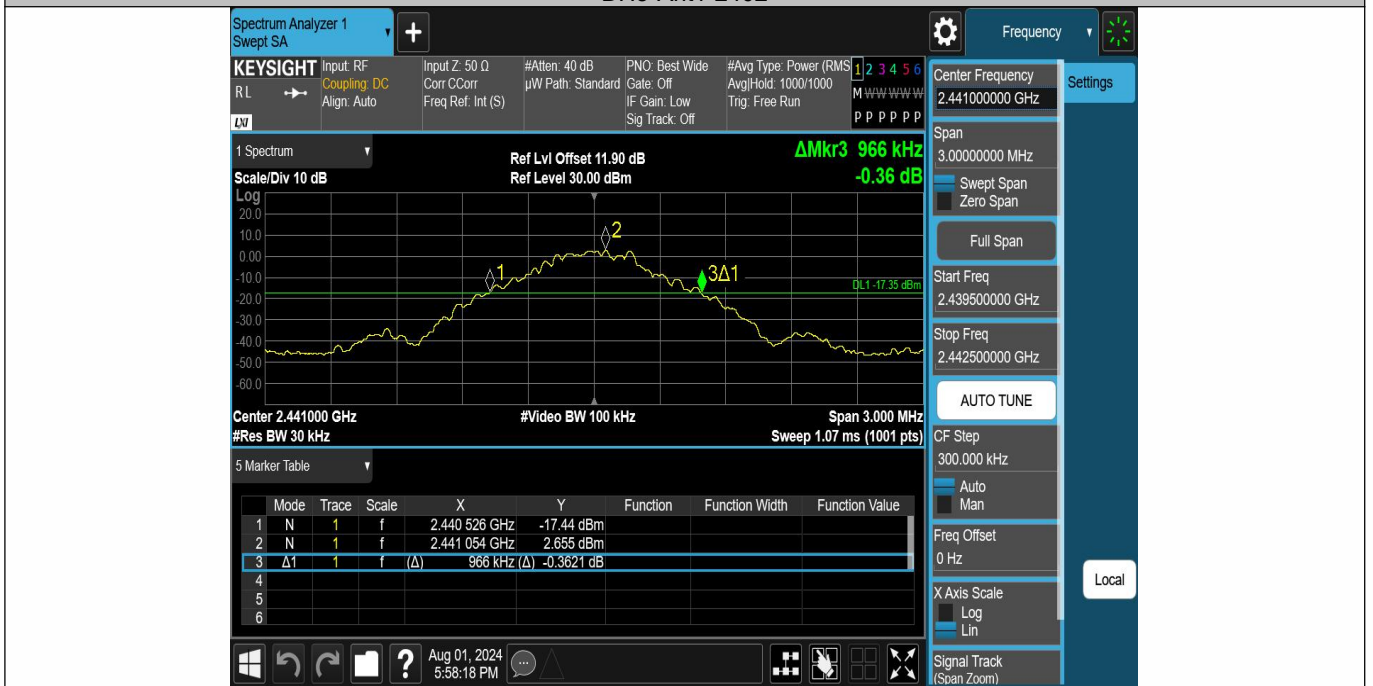 Spectrum Analyzer 1
Swept SA
Frequency
KEYSIGHT Input: RF Input Z: 50 Ω #Atten: 40 dB PNO: Best Wide #Avg Type: Power (RMS 1 2 3 4 5 6
RL Coupling: DC Corr CCorr µW Path: Standard Gate: Off Avg|Hold: 1000/1000 M W W W W W
Align: Auto Freq Ref: Int (S) IF Gain: Low Trig: Free Run
LXI Sig Track: Off P P P P P P
1 Spectrum
Ref Lvl Offset 11.90 dB ΔMkr3 966 kHz
Scale/Div 10 dB Ref Level 30.00 dBm -0.36 dB
Log
20.0
10.0
0.00
-10.0
-20.0
-30.0
-40.0
-50.0
-60.0
2
1
3Δ1
DL1 -17.35 dBm
Center 2.441000 GHz #Video BW 100 kHz Span 3.000 MHz
#Res BW 30 kHz Sweep 1.07 ms (1001 pts)
5 Marker Table
Mode Trace Scale X Y Function Function Width Function Value
1 N 1 f 2.440 526 GHz -17.44 dBm
2 N 1 f 2.441 054 GHz 2.655 dBm
3 Δ1 1 f (Δ) 966 kHz (Δ) -0.3621 dB
4
5
6
Aug 01, 2024
5:58:18 PM
Center Frequency
2.441000000 GHz
Settings
Span
3.00000000 MHz
Swept Span
Zero Span
Full Span
Start Freq
2.439500000 GHz
Stop Freq
2.442500000 GHz
AUTO TUNE
CF Step
300.000 kHz
Auto
Man
Freq Offset
0 Hz
Local
X Axis Scale
Log
Lin
Signal Track
(Span Zoom)